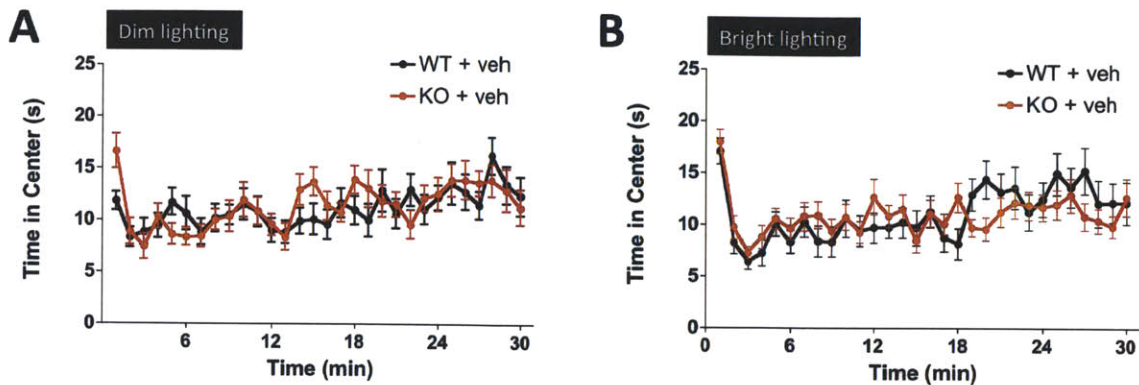 A
Dim lighting
WT + veh
KO + veh
Time in Center (s)
25
20
15
10
5
0
6
12
18
24
30
Time (min)
B
Bright lighting
WT + veh
KO + veh
Time in Center (s)
25
20
15
10
5
0
0
6
12
18
24
30
Time (min)